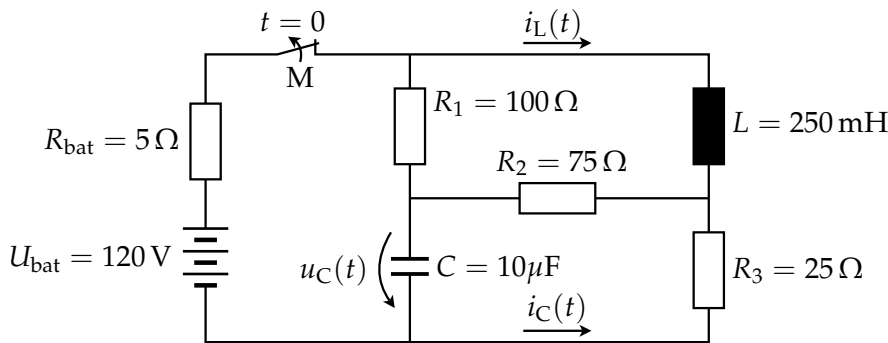 t = 0
i_L(t)
M
R_1 = 100 Ω
R_bat = 5 Ω
L = 250 mH
R_2 = 75 Ω
U_bat = 120 V
u_C(t)
C = 10μF
R_3 = 25 Ω
i_C(t)